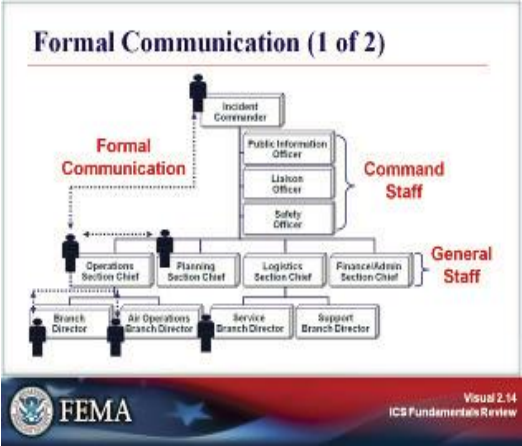 Formal Communication (1 of 2)
Incident
Commander
Formal
Communication
Public Information
Officer
Liaison
Officer
Safety
Officer
Command
Staff
Operations
Section Chief
Planning
Section Chief
Logistics
Section Chief
Finance/Admin
Section Chief
General
Staff
Branch
Director
Air Operations
Branch Director
Service
Branch Director
Support
Branch Director
FEMA
Visual 2.14
ICS Fundamentals Review